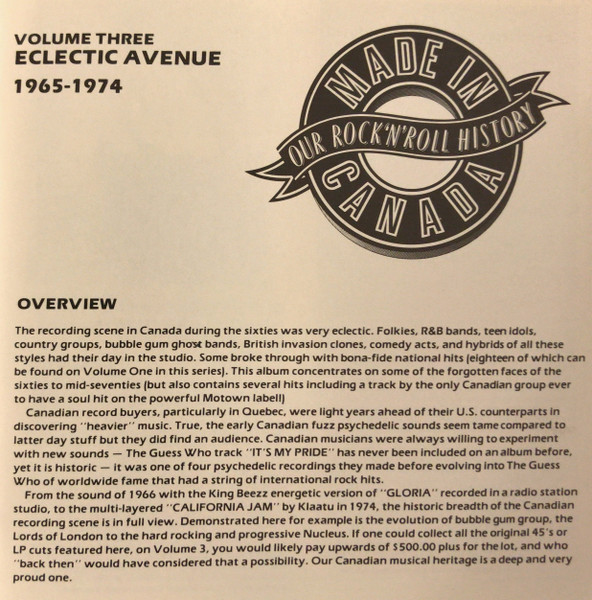 VOLUME THREE
ECLECTIC AVENUE
1965-1974
MADE IN
OUR ROCK'N'ROLL HISTORY
CANADA
OVERVIEW
The recording scene in Canada during the sixties was very eclectic. Folkies, R&B bands, teen idols,
country groups, bubble gum ghost bands, British invasion clones, comedy acts, and hybrids of all these
styles had their day in the studio. Some broke through with bona-fide national hits (eighteen of which can
be found on Volume One in this series). This album concentrates on some of the forgotten faces of the
sixties to mid-seventies (but also contains several hits including a track by the only Canadian group ever
to have a soul hit on the powerful Motown label!)
Canadian record buyers, particularly in Quebec, were light years ahead of their U.S. counterparts in
discovering "heavier" music. True, the early Canadian fuzz psychedelic sounds seem tame compared to
latter day stuff but they did find an audience. Canadian musicians were always willing to experiment
with new sounds — The Guess Who track "IT'S MY PRIDE" has never been included on an album before,
yet it is historic — it was one of four psychedelic recordings they made before evolving into The Guess
Who of worldwide fame that had a string of international rock hits.
From the sound of 1966 with the King Beezz energetic version of "GLORIA" recorded in a radio station
studio, to the multi-layered "CALIFORNIA JAM" by Klaatu in 1974, the historic breadth of the Canadian
recording scene is in full view. Demonstrated here for example is the evolution of bubble gum group, the
Lords of London to the hard rocking and progressive Nucleus. If one could collect all the original 45's or
LP cuts featured here, on Volume 3, you would likely pay upwards of $500.00 plus for the lot, and who
"back then" would have considered that a possibility. Our Canadian musical heritage is a deep and very
proud one.